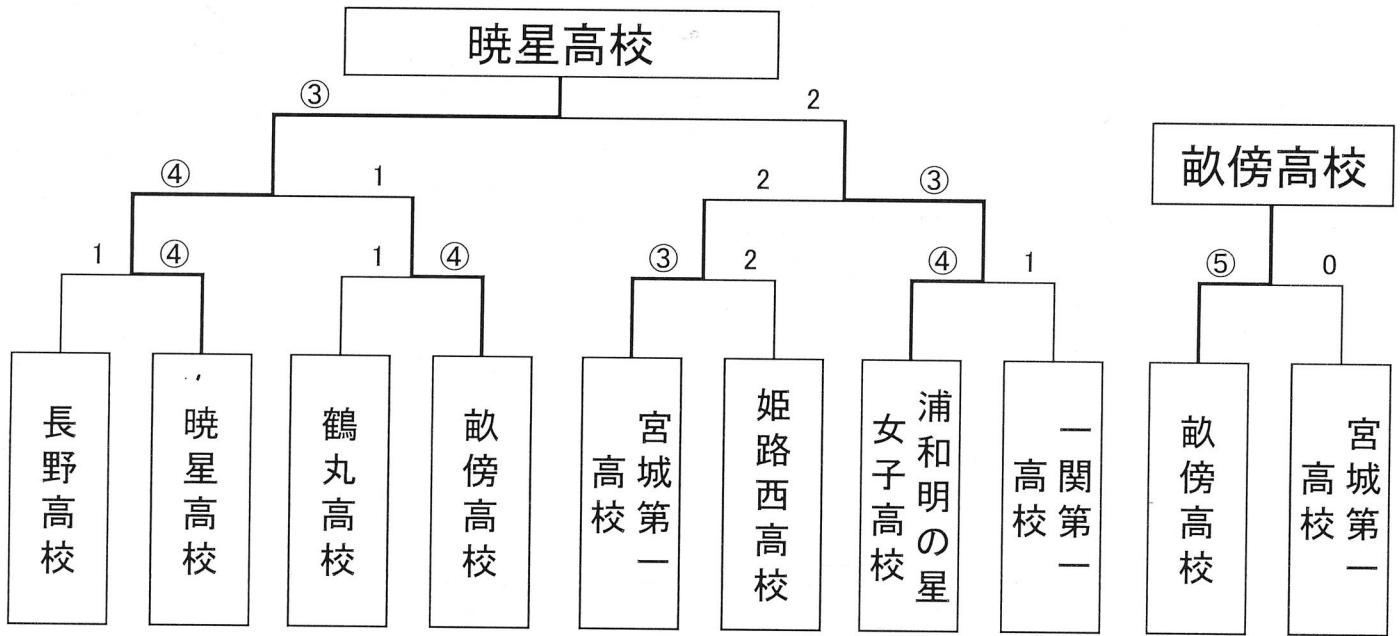 暁星高校
③ 2
畝傍高校
④ 1 2 ③
1 ④ 1 ④ ③ 2 ④ 1 ⑤ 0
長野高校
暁星高校
鶴丸高校
畝傍高校
宮城第一
高校
姫路西高校
浦和明の星
女子高校
一関第一
高校
畝傍高校
宮城第一
高校